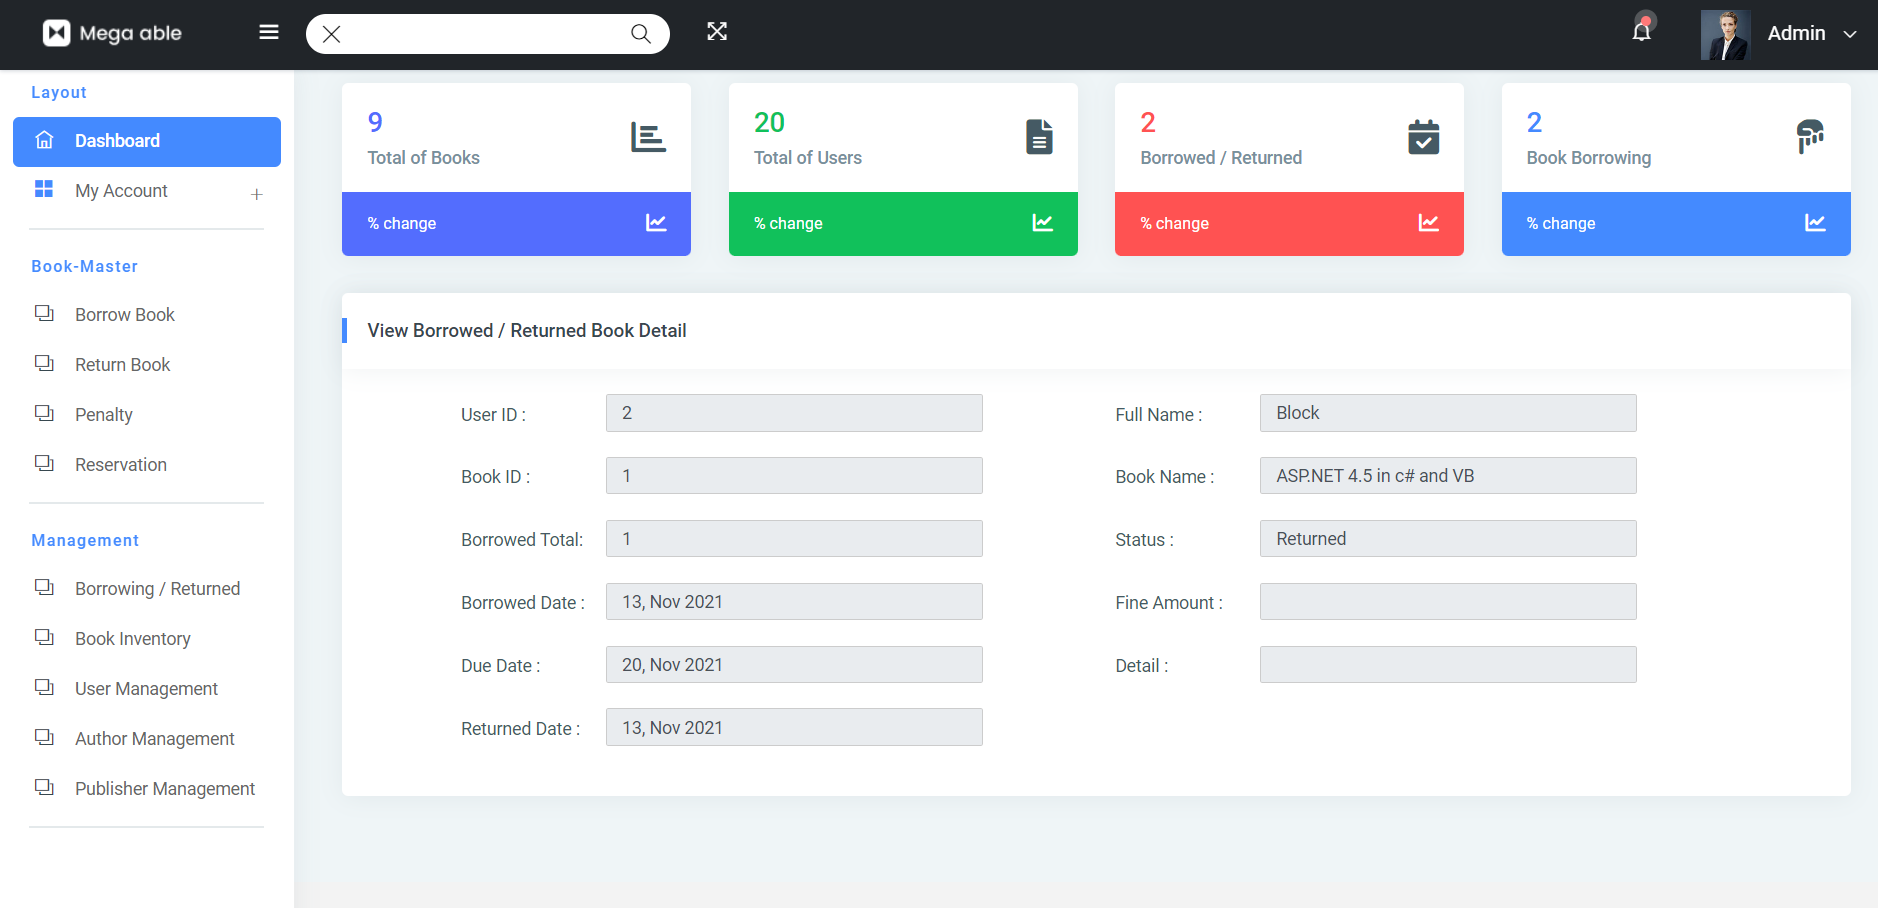 Mega able
Admin
Layout
Dashboard
My Account
Book-Master
Borrow Book
Return Book
Penalty
Reservation
Management
Borrowing / Returned
Book Inventory
User Management
Author Management
Publisher Management
9
Total of Books
% change
20
Total of Users
% change
2
Borrowed / Returned
% change
2
Book Borrowing
% change
View Borrowed / Returned Book Detail
User ID : 2 Full Name : Block
Book ID : 1 Book Name : ASP.NET 4.5 in c# and VB
Borrowed Total: 1 Status : Returned
Borrowed Date : 13, Nov 2021 Fine Amount :
Due Date : 20, Nov 2021 Detail :
Returned Date : 13, Nov 2021